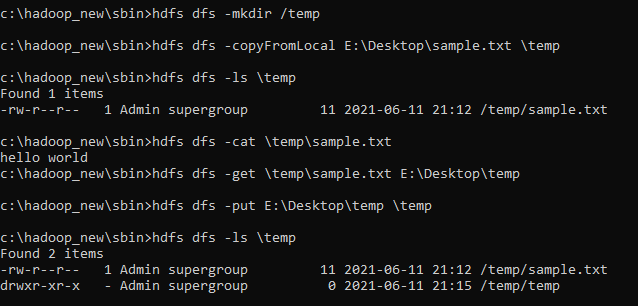 c:\hadoop_new\sbin>hdfs dfs -mkdir /temp
c:\hadoop_new\sbin>hdfs dfs -copyFromLocal E:\Desktop\sample.txt \temp
c:\hadoop_new\sbin>hdfs dfs -ls \temp
Found 1 items
-rw-r--r--   1 Admin supergroup         11 2021-06-11 21:12 /temp/sample.txt
c:\hadoop_new\sbin>hdfs dfs -cat \temp\sample.txt
hello world
c:\hadoop_new\sbin>hdfs dfs -get \temp\sample.txt E:\Desktop\temp
c:\hadoop_new\sbin>hdfs dfs -put E:\Desktop\temp \temp
c:\hadoop_new\sbin>hdfs dfs -ls \temp
Found 2 items
-rw-r--r--   1 Admin supergroup         11 2021-06-11 21:12 /temp/sample.txt
drwxr-xr-x   - Admin supergroup          0 2021-06-11 21:15 /temp/temp